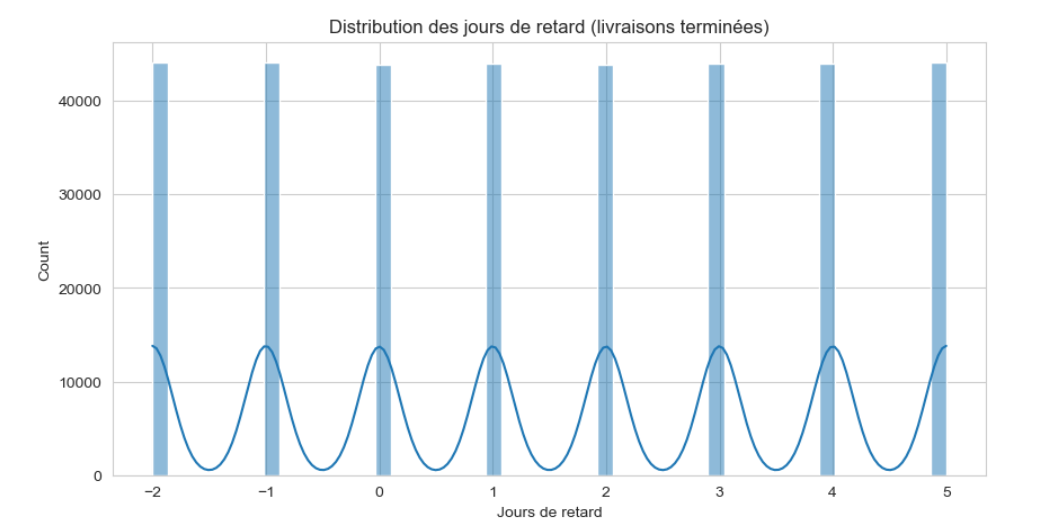 Distribution des jours de retard (livraisons terminées)
Count
40000
30000
20000
10000
0
−2 −1 0 1 2 3 4 5
Jours de retard